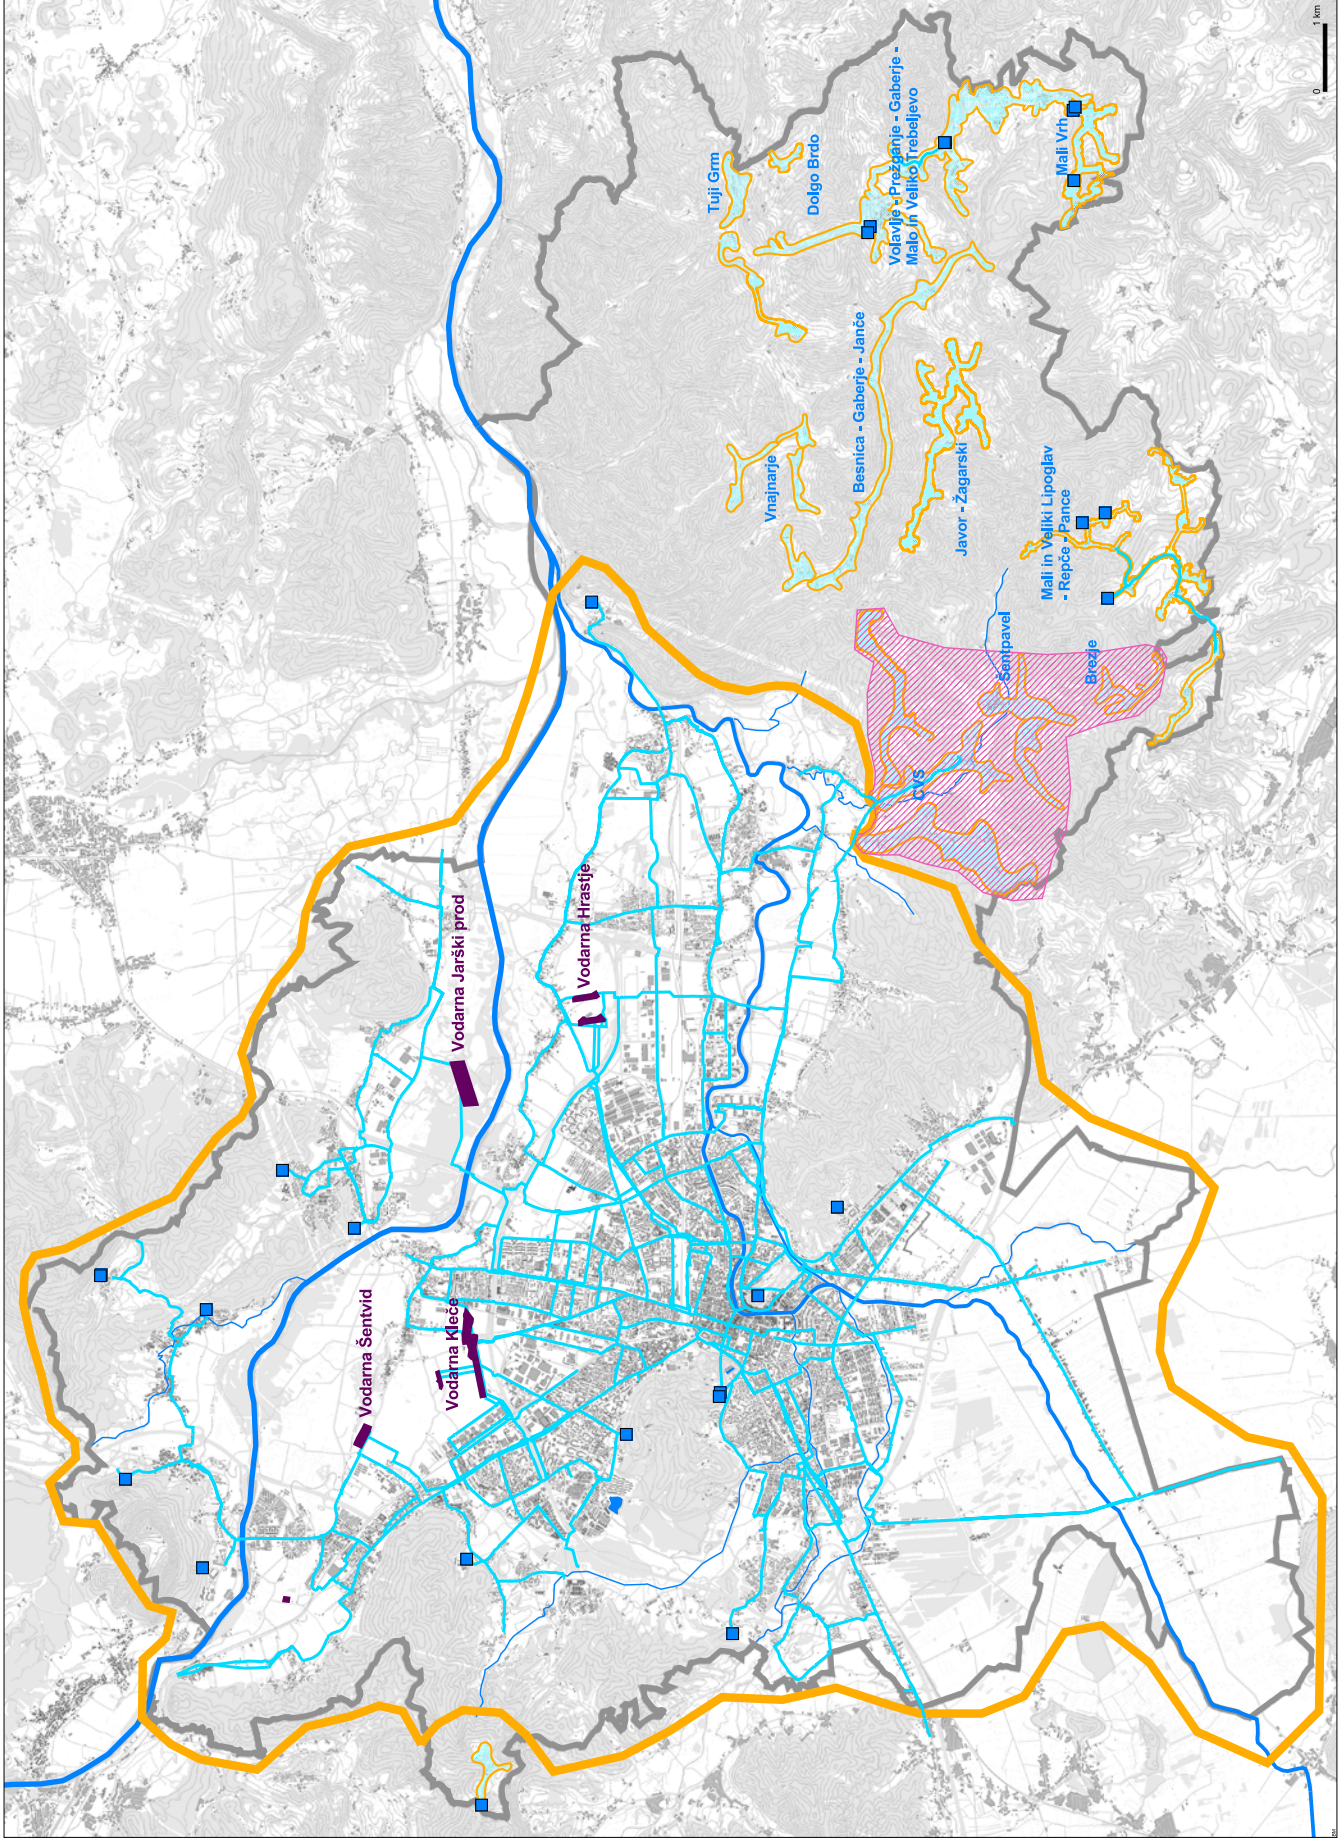 0 1 km
Tuji Grm
Dolgo Brdo
Volavlje - Prežganje - Gaberje -
Malo in Veliko Trebeljevo
Mali Vrh
Besnica - Gaberje - Janče
Vnajnarje
Javor - Žagarski
Mali in Veliki Lipoglav
- Repče - Pance
Šentpavel
Brezje
CVS
Vodarna Hrastje
Vodarna Jarški prod
Vodarna Šentvid
Vodarna Kleče